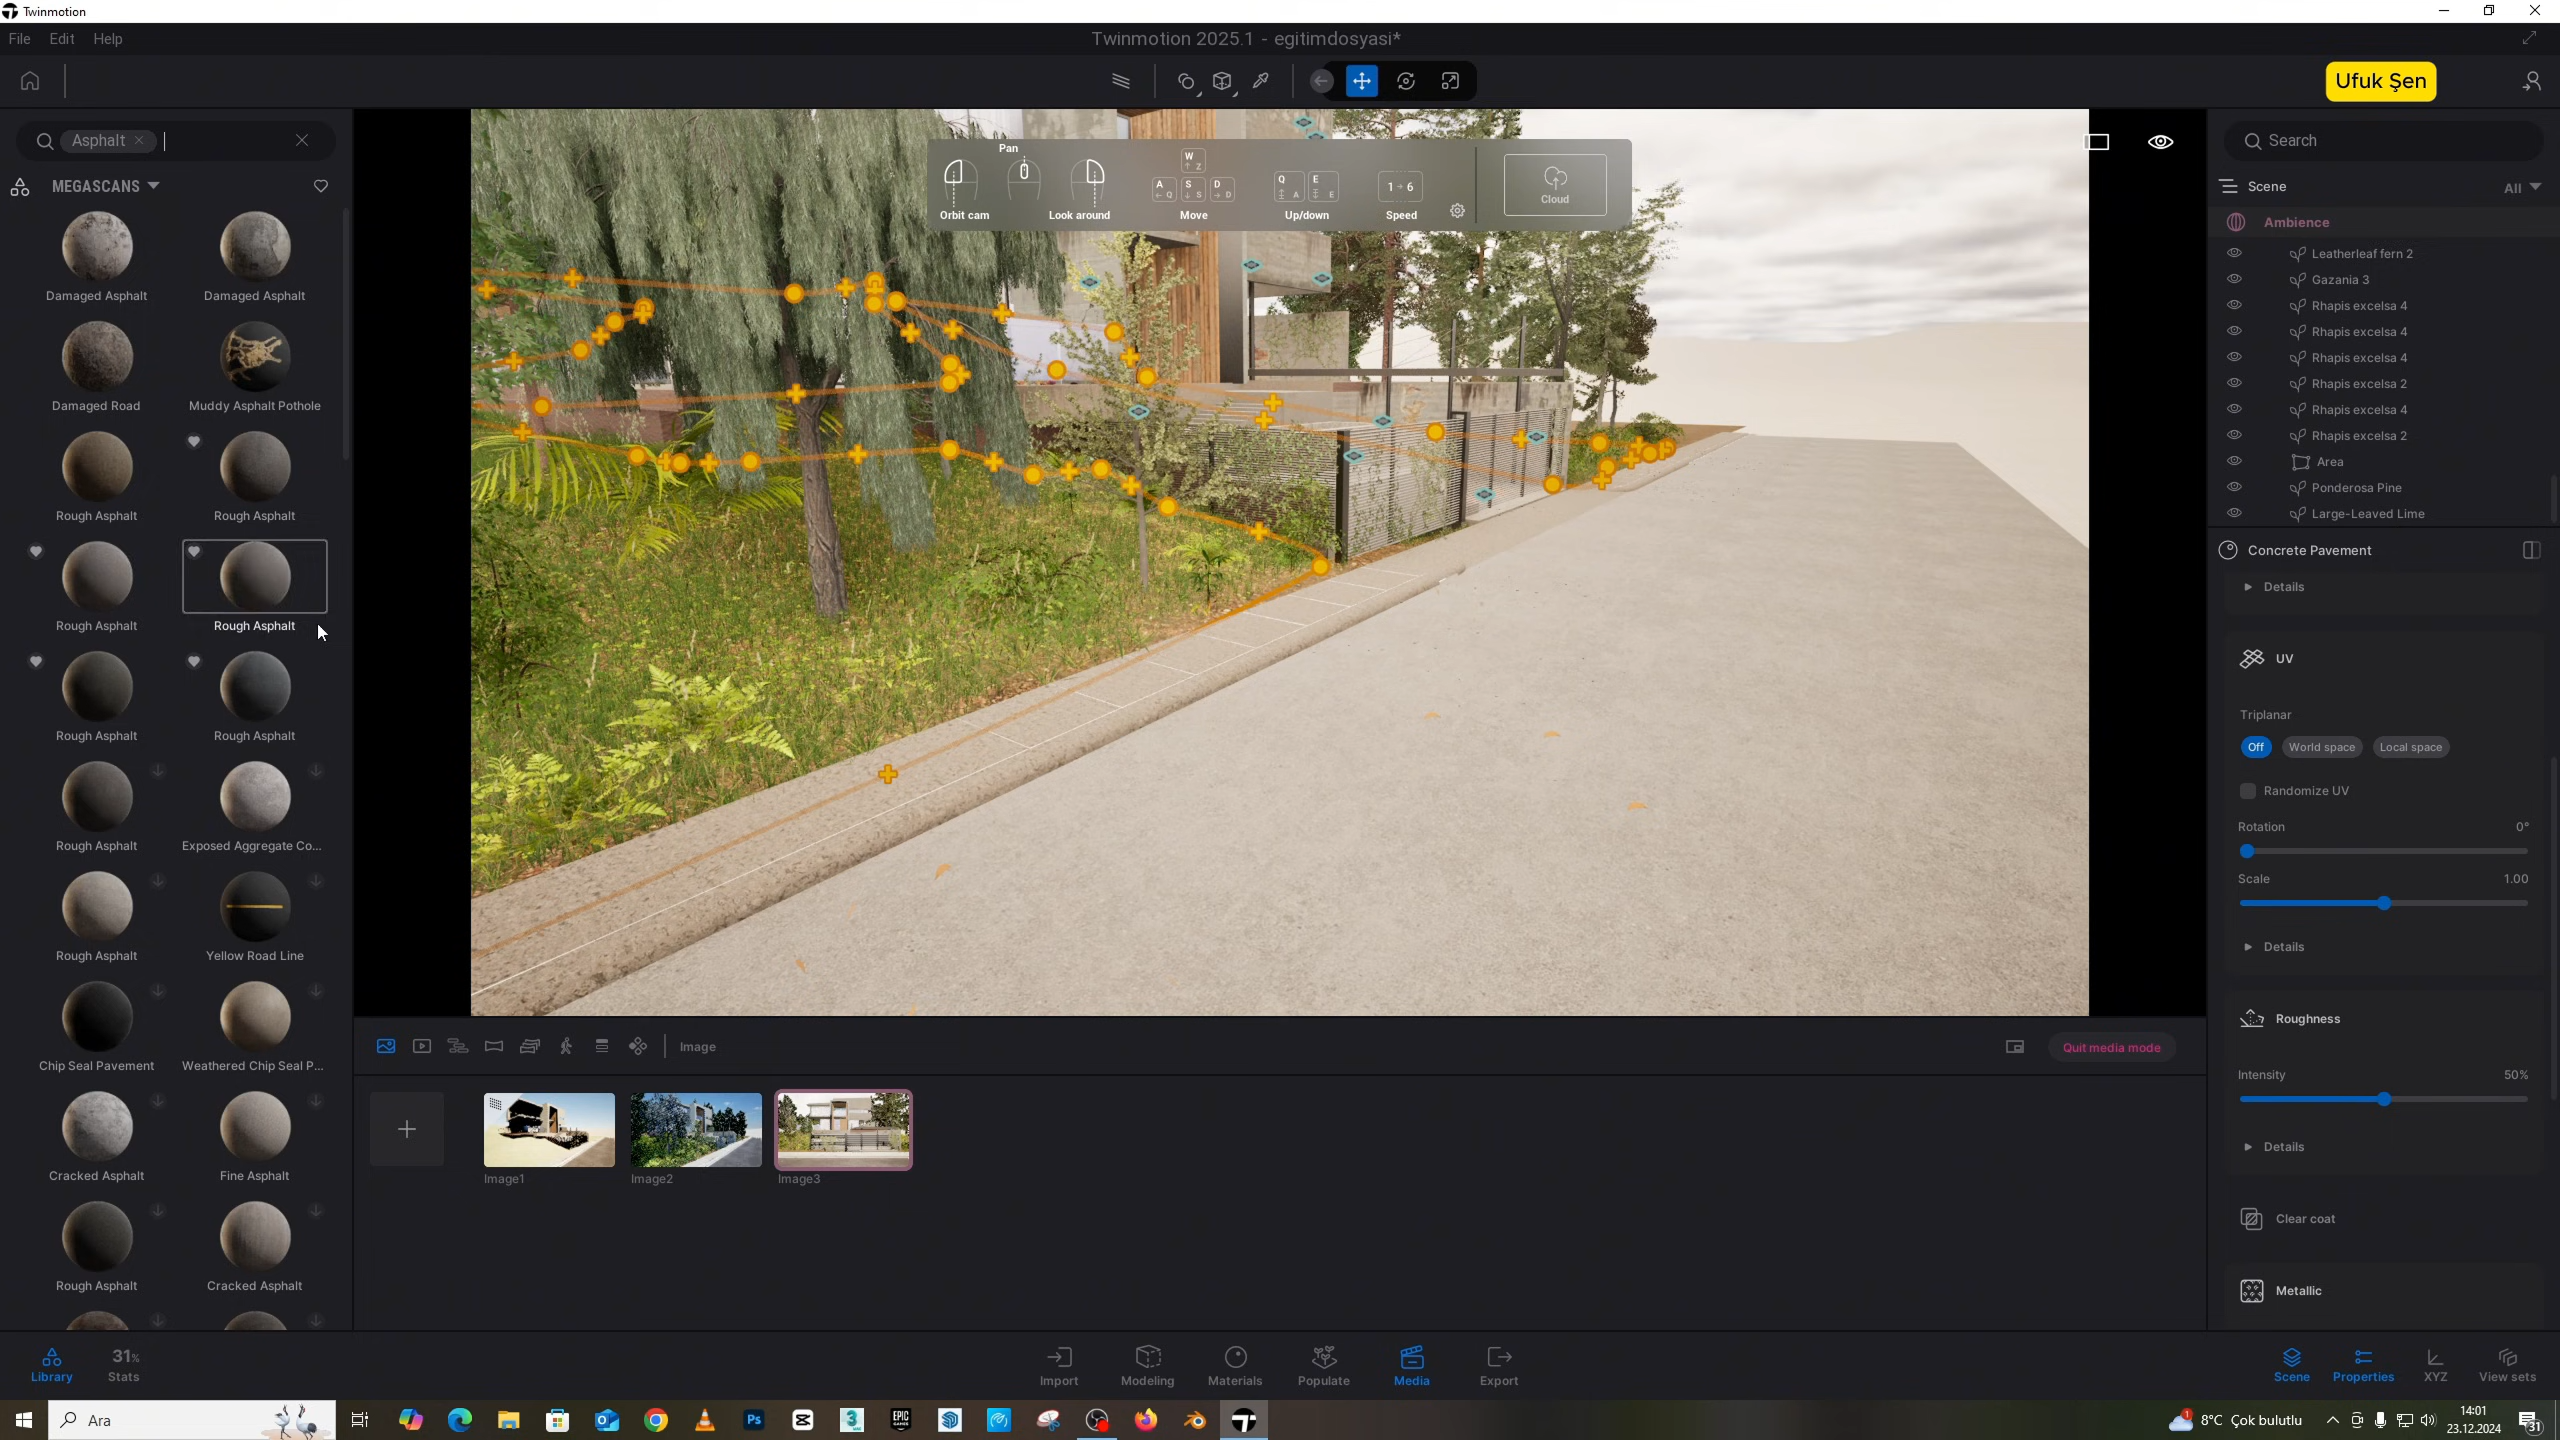 Twinmotion
File Edit Help
Twinmotion 2025.1 - egitimdosyasi*
Ufuk Şen
Asphalt
MEGASCANS
Damaged Asphalt
Damaged Asphalt
Damaged Road
Muddy Asphalt Pothole
Rough Asphalt
Rough Asphalt
Rough Asphalt
Rough Asphalt
Rough Asphalt
Rough Asphalt
Rough Asphalt
Exposed Aggregate Co...
Rough Asphalt
Yellow Road Line
Chip Seal Pavement
Weathered Chip Seal P...
Cracked Asphalt
Fine Asphalt
Rough Asphalt
Cracked Asphalt
Pan
Orbit cam
Look around
W
Z
A
Q
S
S
D
D
Move
Q
A
E
E
Up/down
1 → 6
Speed
Cloud
Search
Scene
All
Ambience
Leatherleaf fern 2
Gazania 3
Rhapis excelsa 4
Rhapis excelsa 4
Rhapis excelsa 4
Rhapis excelsa 2
Rhapis excelsa 4
Rhapis excelsa 2
Area
Ponderosa Pine
Large-Leaved Lime
Concrete Pavement
Details
UV
Triplanar
Off World space Local space
Randomize UV
Rotation 0°
Scale 1.00
Details
Roughness
Intensity 50%
Details
Clear coat
Metallic
Image
Quit media mode
Image1
Image2
Image3
Library
31%
Stats
Import
Modeling
Materials
Populate
Media
Export
Scene
Properties
XYZ
View sets
Ara
Ps
3
EPIC
GAMES
1
8°C Çok bulutlu
14:01
23.12.2024
31